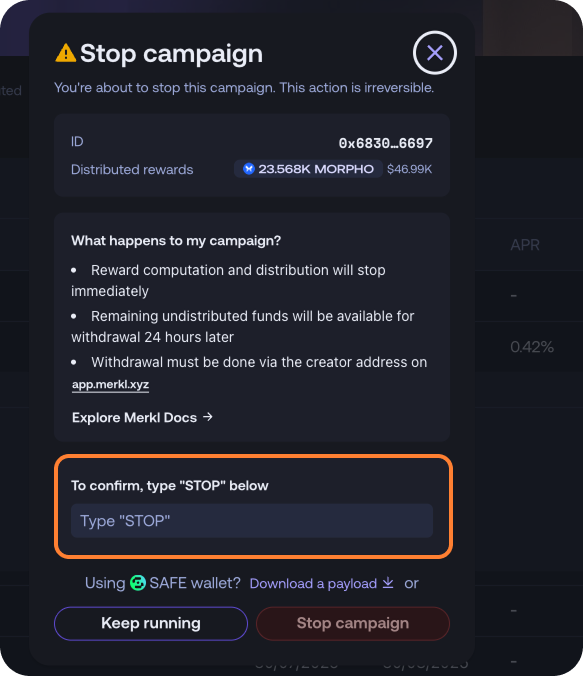 Stop campaign
You're about to stop this campaign. This action is irreversible.
ID
0x6830…6697
Distributed rewards
23.568K MORPHO $46.99K
What happens to my campaign?
• Reward computation and distribution will stop
immediately
• Remaining undistributed funds will be available for
withdrawal 24 hours later
• Withdrawal must be done via the creator address on
app.merkl.xyz
Explore Merkl Docs →
To confirm, type "STOP" below
Type "STOP"
Using SAFE wallet? Download a payload or
Keep running
Stop campaign
APR
-
0.42%
-
-